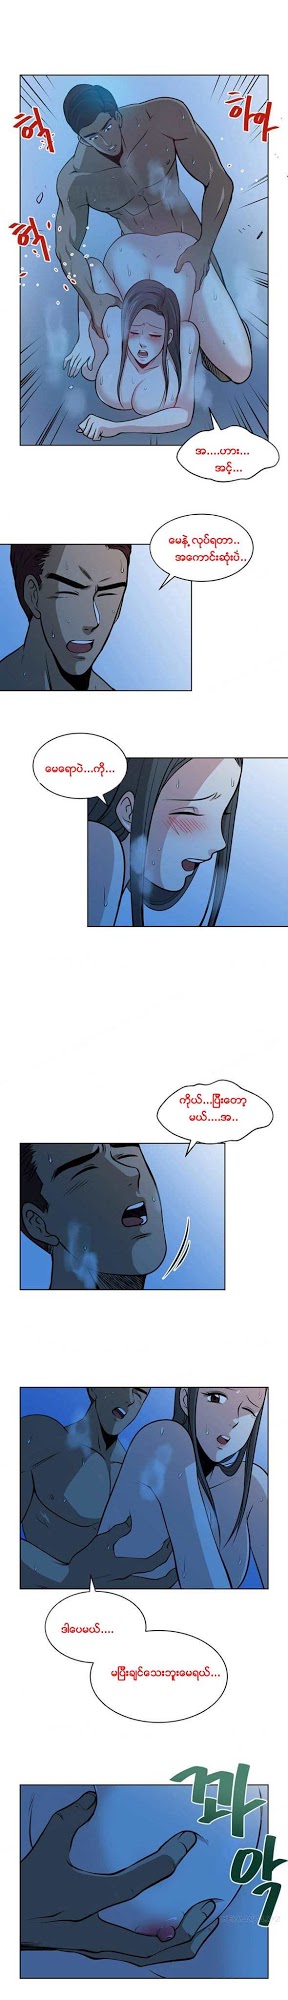 헉
하아
헉
အ....ဟား...
အင့်...
မေနဲ့ လုပ်ရတာ..
အကောင်းဆုံးပဲ..
မေရောပဲ...ကို...
ကိုယ်...ပြီးတော့
မယ်....အ..
ဒါပေမယ်....
မပြီးချင်သေးဘူးမေရယ်...
꽈
악